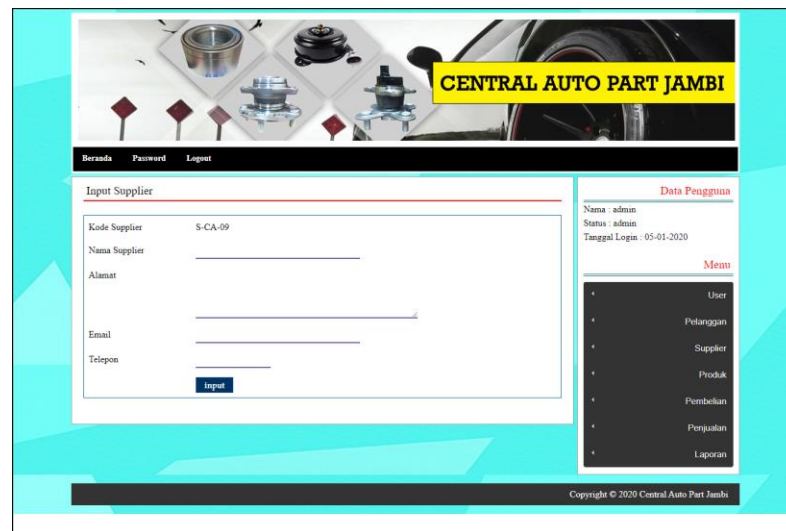 CENTRAL AUTO PART JAMBI
Beranda Password Logout
Input Supplier
Kode Supplier S-CA-09
Nama Supplier
Alamat
Email
Telepon
input
Data Pengguna
Nama : admin
Status : admin
Tanggal Login : 05-01-2020
Menu
User
Pelanggan
Supplier
Produk
Pembelian
Penjualan
Laporan
Copyright © 2020 Central Auto Part Jambi